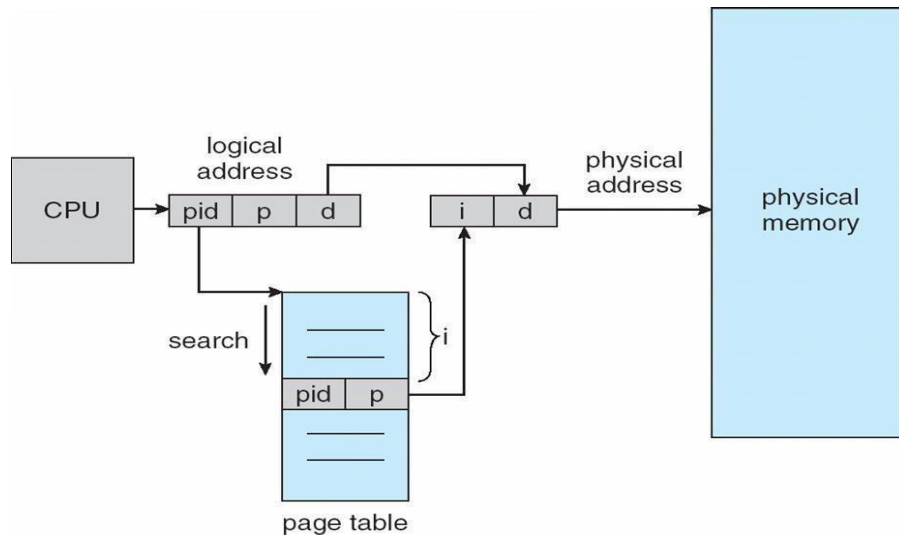 logical
address
physical
address
CPU
pid p d
i d
physical
memory
search
i
pid p
page table